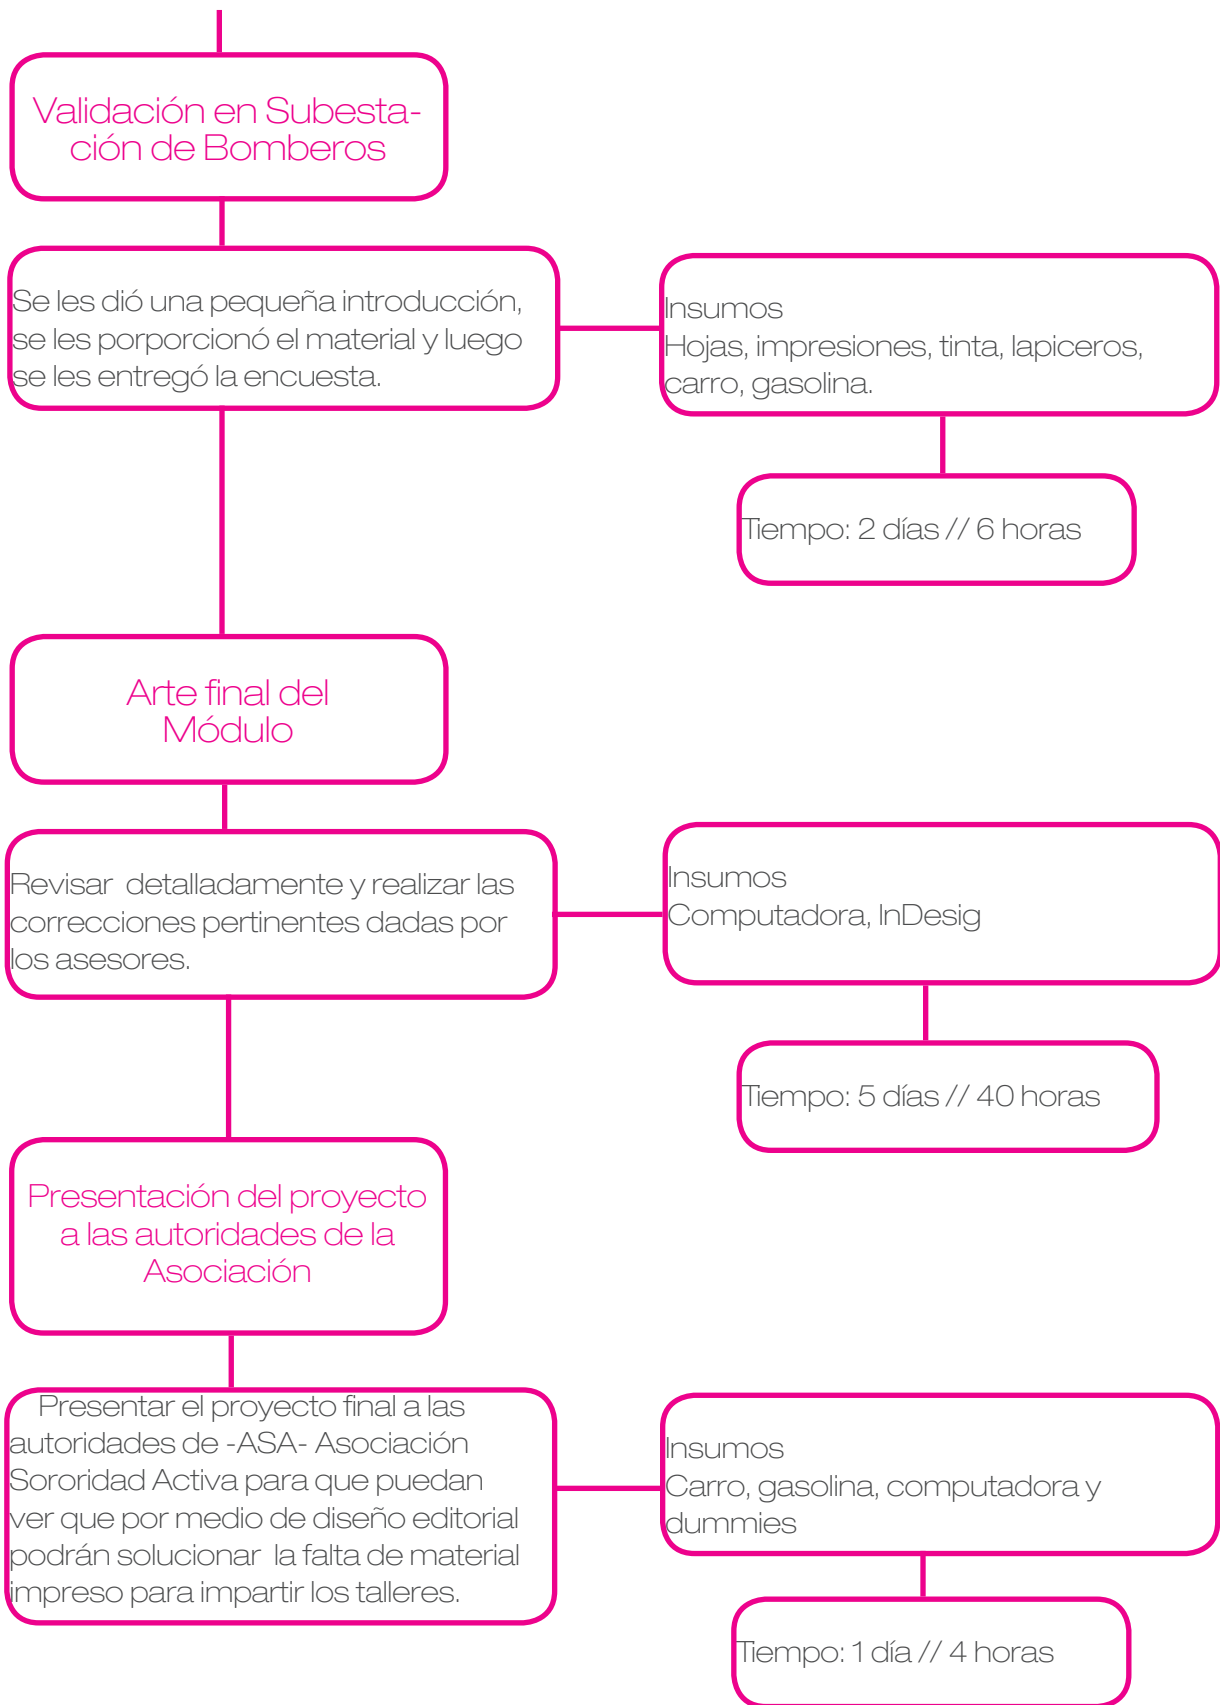 Validación en Subesta-
ción de Bomberos
Se les dió una pequeña introducción,
se les porporcionó el material y luego
se les entregó la encuesta.
Insumos
Hojas, impresiones, tinta, lapiceros,
carro, gasolina.
Tiempo: 2 días // 6 horas
Arte final del
Módulo
Revisar  detalladamente y realizar las
correcciones pertinentes dadas por
los asesores.
Insumos
Computadora, InDesig
Tiempo: 5 días // 40 horas
Presentación del proyecto
a las autoridades de la
Asociación
Presentar el proyecto final a las
autoridades de -ASA- Asociación
Sororidad Activa para que puedan
ver que por medio de diseño editorial
podrán solucionar  la falta de material
impreso para impartir los talleres.
Insumos
Carro, gasolina, computadora y
dummies
Tiempo: 1 día // 4 horas